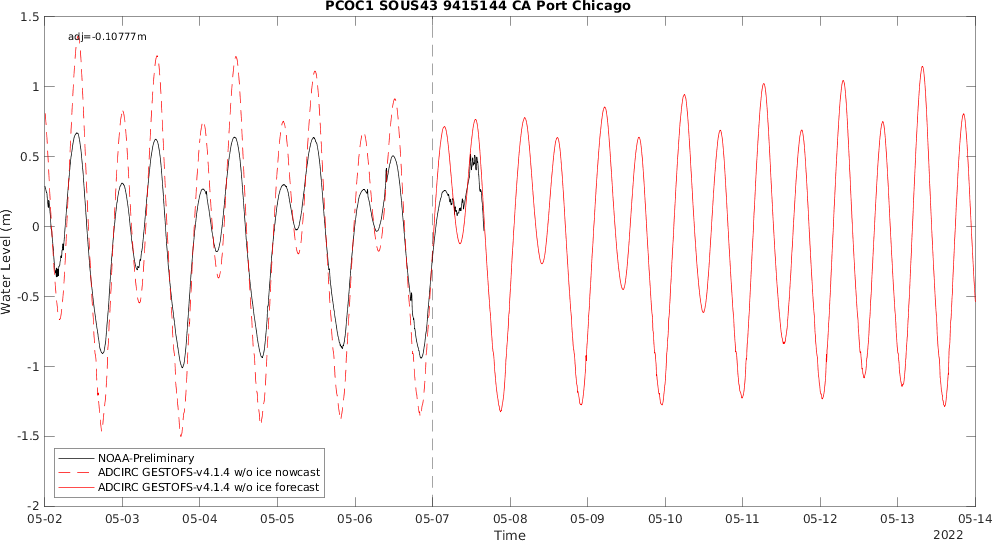 PCOC1 SOUS43 9415144 CA Port Chicago
adj=-0.10777m
1.5
1
0.5
0
-0.5
-1
-1.5
-2
Water Level (m)
NOAA-Preliminary
ADCIRC GESTOFS-v4.1.4 w/o ice nowcast
ADCIRC GESTOFS-v4.1.4 w/o ice forecast
05-02 05-03 05-04 05-05 05-06 05-07 05-08 05-09 05-10 05-11 05-12 05-13 05-14
Time
2022